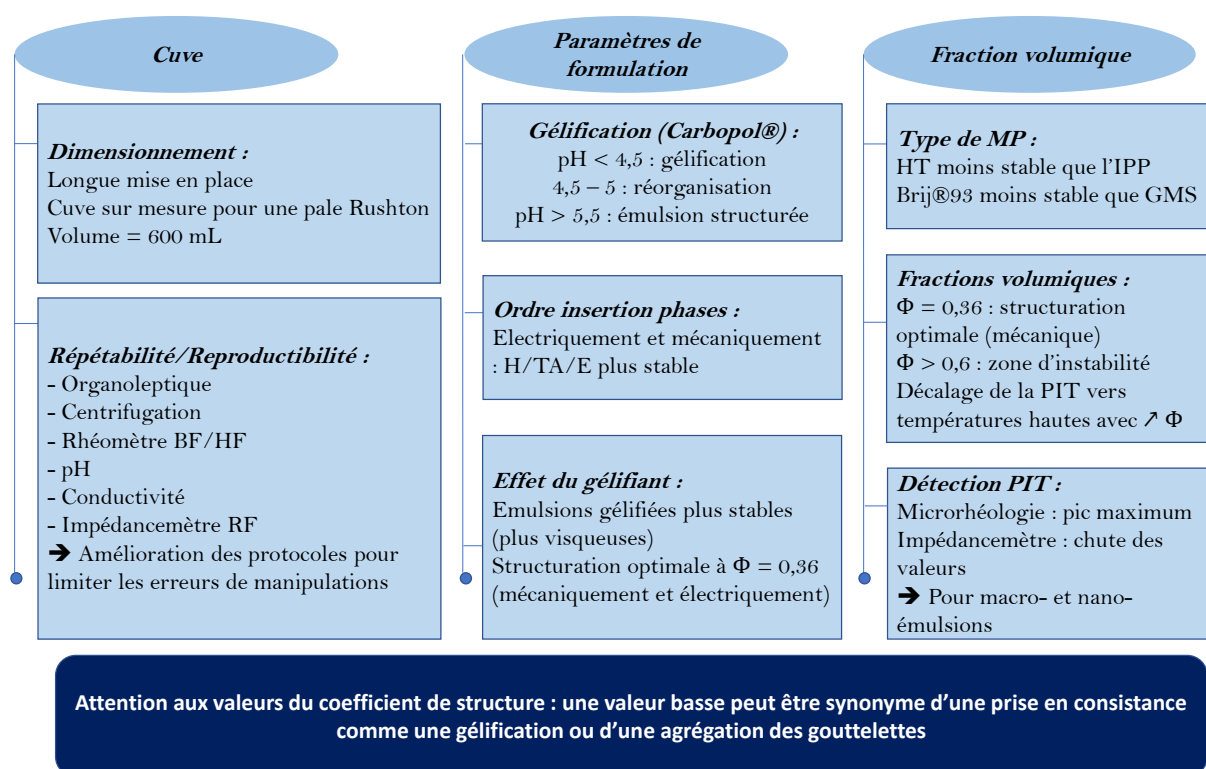 Cuve
Dimensionnement :
Longue mise en place
Cuve sur mesure pour une pale Rushton
Volume = 600 mL
Répétabilité/Reproductibilité :
- Organoleptique
- Centrifugation
- Rhéomètre BF/HF
- pH
- Conductivité
- Impédancemètre RF
➔ Amélioration des protocoles pour
limiter les erreurs de manipulations
Paramètres de
formulation
Gélification (Carbopol®) :
pH < 4,5 : gélification
4,5 – 5 : réorganisation
pH > 5,5 : émulsion structurée
Ordre insertion phases :
Electriquement et mécaniquement
: H/TA/E plus stable
Effet du gélifiant :
Emulsions gélifiées plus stables
(plus visqueuses)
Structuration optimale à Φ = 0,36
(mécaniquement et électriquement)
Fraction volumique
Type de MP :
HT moins stable que l’IPP
Brij®93 moins stable que GMS
Fractions volumiques :
Φ = 0,36 : structuration
optimale (mécanique)
Φ > 0,6 : zone d’instabilité
Décalage de la PIT vers
températures hautes avec ↗ Φ
Détection PIT :
Microrhéologie : pic maximum
Impédancemètre : chute des
valeurs
➔ Pour macro- et nano-
émulsions
Attention aux valeurs du coefficient de structure : une valeur basse peut être synonyme d’une prise en consistance
comme une gélification ou d’une agrégation des gouttelettes